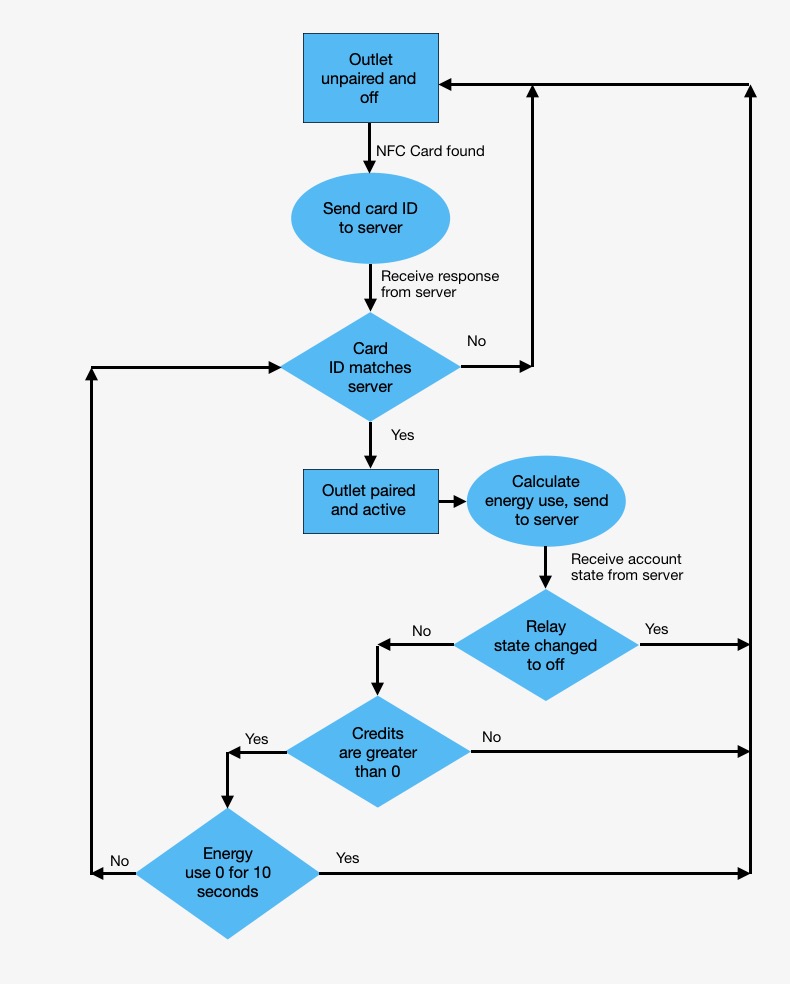 Outlet
unpaired and
off
NFC Card found
Send card ID
to server
Receive response
from server
Card
ID matches
server
No
Yes
Outlet paired
and active
Calculate
energy use, send
to server
Receive account
state from server
Relay
state changed
to off
No
Yes
Credits
are greater
than 0
Yes
No
Energy
use 0 for 10
seconds
No
Yes